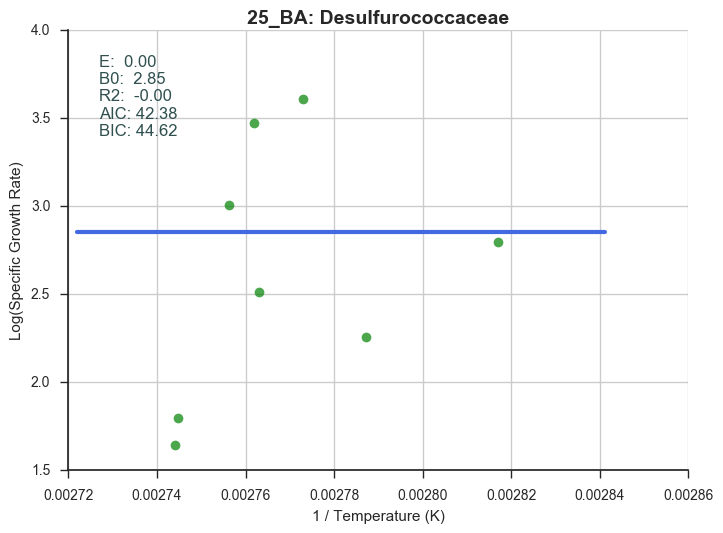 25_BA: Desulfurococcaceae
E:  0.00
B0:  2.85
R2:  -0.00
AIC: 42.38
BIC: 44.62
4.0
3.5
3.0
2.5
2.0
1.5
Log(Specific Growth Rate)
0.00272 0.00274 0.00276 0.00278 0.00280 0.00282 0.00284 0.00286
1 / Temperature (K)